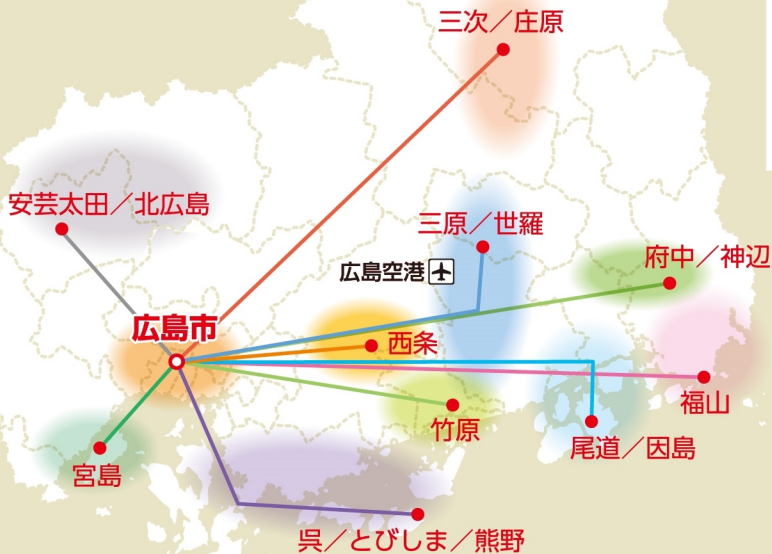 三次／庄原
安芸太田／北広島
三原／世羅
府中／神辺
広島空港
広島市
西条
福山
竹原
尾道／因島
宮島
呉／とびしま／熊野